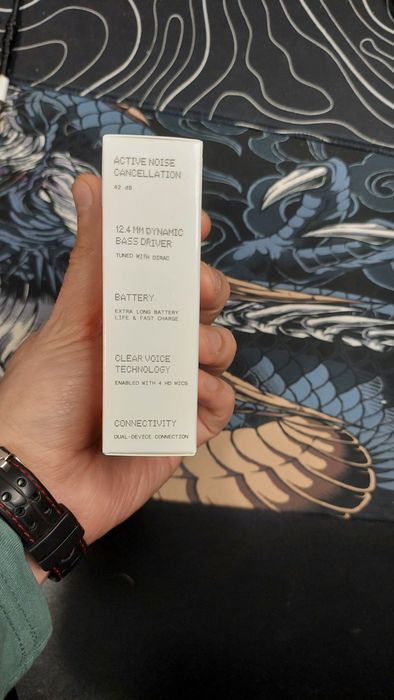 ACTIVE NOISE
CANCELLATION
42 dB
12.4 MM DYNAMIC
BASS DRIVER
TUNED WITH DIRAC
BATTERY
EXTRA LONG BATTERY
LIFE & FAST CHARGE
CLEAR VOICE
TECHNOLOGY
ENABLED WITH 4 HD MICS
CONNECTIVITY
DUAL-DEVICE CONNECTION